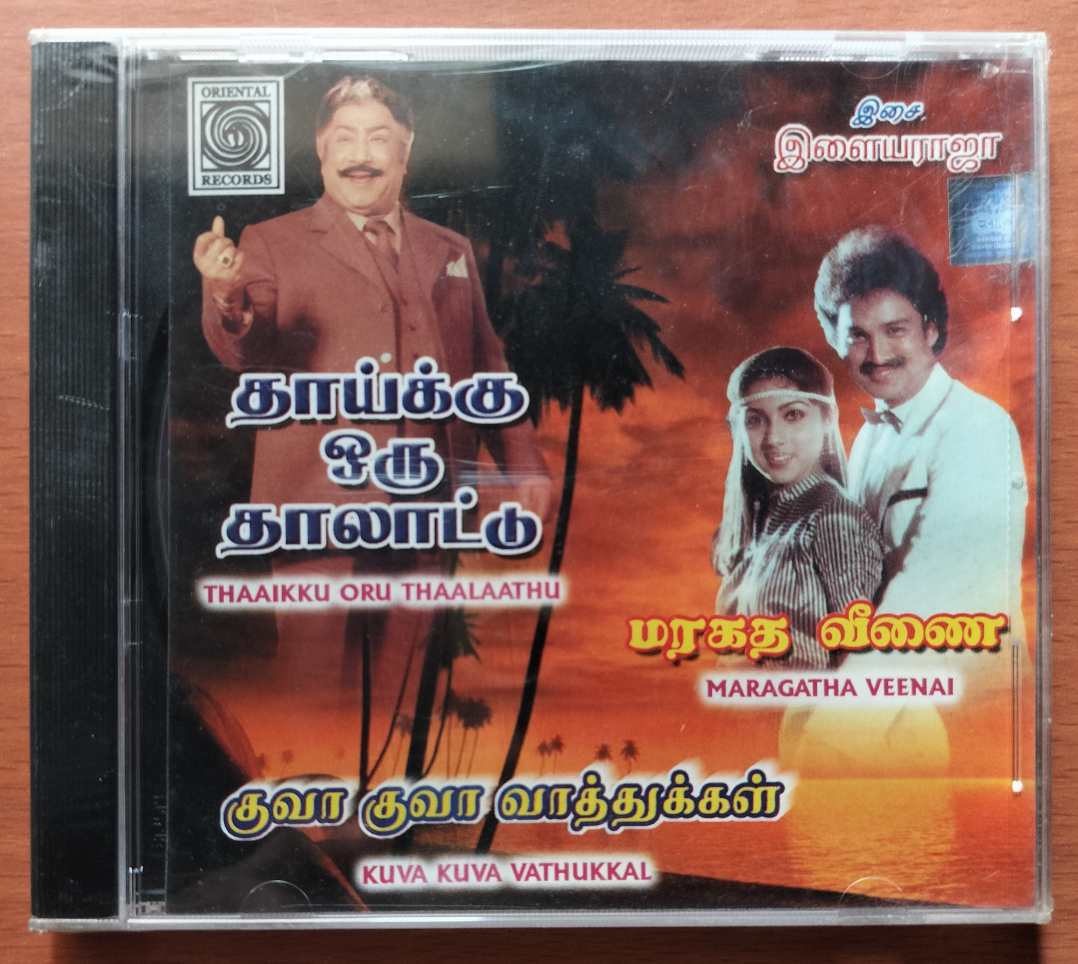 ORIENTAL
RECORDS
இசை
இளையராஜா
தாய்க்கு
ஒரு
தாலாட்டு
THAAIKKU ORU THAALAATHU
மரகத வீணை
MARAGATHA VEENAI
குவா குவா வாத்துக்கள்
KUVA KUVA VATHUKKAL